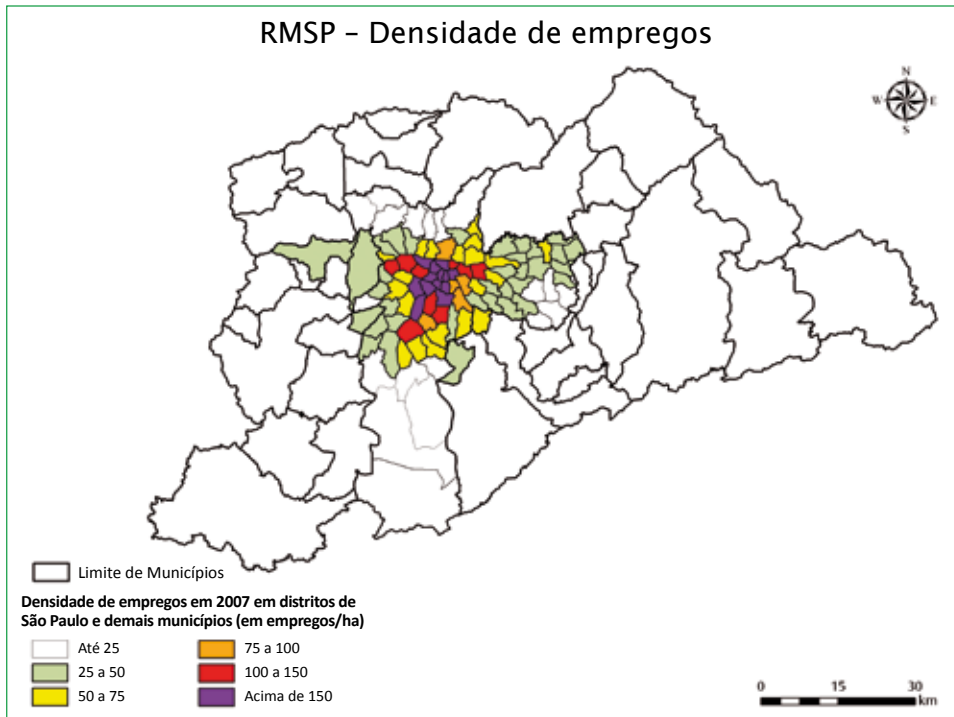 RMSP – Densidade de empregos
N
W E
S
Limite de Municípios
Densidade de empregos em 2007 em distritos de
São Paulo e demais municípios (em empregos/ha)
Até 25
25 a 50
50 a 75
75 a 100
100 a 150
Acima de 150
0 15 30
km